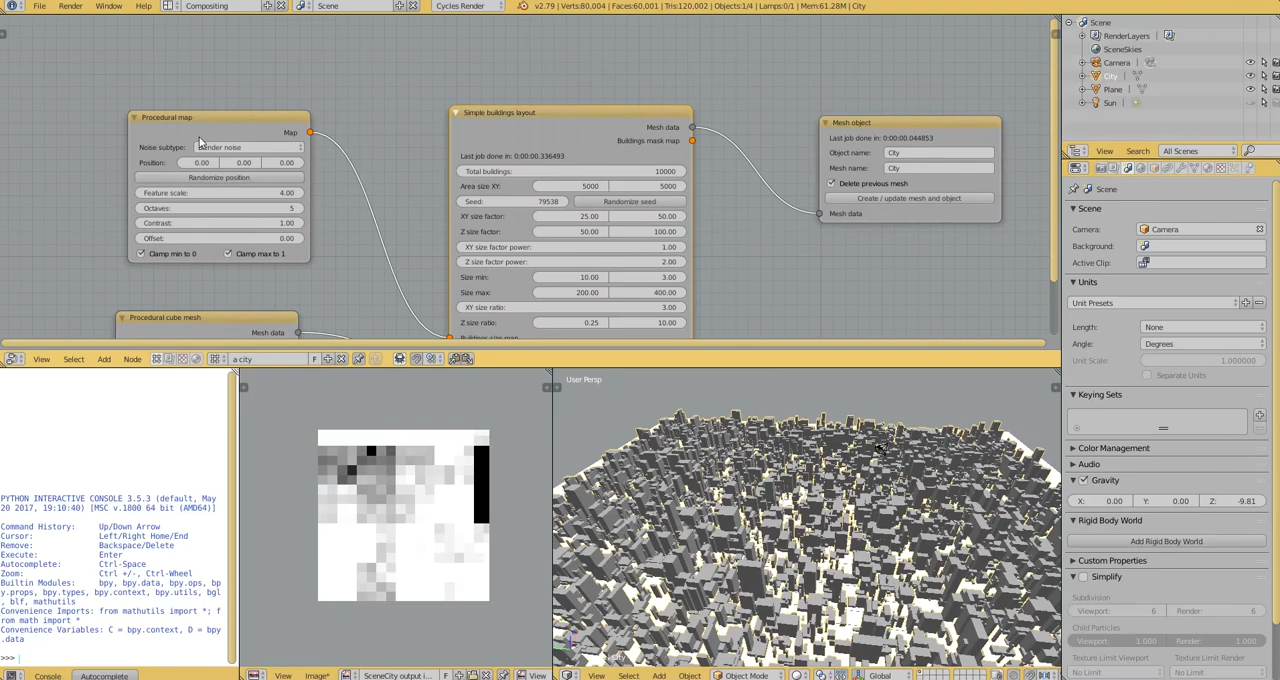 File Render Window Help Compositing Scene Cycles Render v2.79 | Verts:80,004 | Faces:60,001 | Tris:120,002 | Objects:1/4 | Lamps:0/1 | Mem:61.28M | City
Procedural map
Map
Noise subtype:
Position: 0.00 0.00 0.00
Randomize position
Feature scale: 4.00
Octaves: 5
Contrast: 1.00
Offset: 0.00
Clamp min to 0 Clamp max to 1
Procedural cube mesh
Mesh data
Simple buildings layout
Mesh data
Buildings mask map
Last job done in: 0:00:00.336493
Total buildings: 10000
Area size XY: 5000 5000
Seed: 79538 Randomize seed
XY size factor: 25.00 50.00
Z size factor: 50.00 100.00
XY size factor power: 1.00
Z size factor power: 2.00
Size min: 10.00 3.00
Size max: 200.00 400.00
XY size ratio: 3.00
Z size ratio: 0.25 10.00
Buildings size map
Mesh object
Last job done in: 0:00:00.044853
Object name: City
Mesh name: City
Delete previous mesh
Create / update mesh and object
Mesh data
View Select Add Node a city F
PYTHON INTERACTIVE CONSOLE 3.5.3 (default, May
20 2017, 19:10:40) [MSC v.1800 64 bit (AMD64)]
Command History: Up/Down Arrow
Cursor: Left/Right Home/End
Remove: Backspace/Delete
Execute: Enter
Autocomplete: Ctrl-Space
Zoom: Ctrl +/-, Ctrl-Wheel
Builtin Modules: bpy, bpy.data, bpy.ops, bp
y.props, bpy.types, bpy.context, bpy.utils, bgl
, blf, mathutils
Convenience Imports: from mathutils import *; f
rom math import *
Convenience Variables: C = bpy.context, D = bpy
.data
>>>
Console Autocomplete
View Image* SceneCity output i... F View
User Persp
City
View Select Add Object Object Mode Global
Scene
RenderLayers
SceneSkies
Camera
City
Plane
Sun
View Search All Scenes
Scene
Scene
Camera: Camera
Background:
Active Clip:
Units
Unit Presets
Length: None
Angle: Degrees
Unit Scale: 1.000000
Separate Units
Keying Sets
Color Management
Audio
Gravity
X: 0.00 Y: 0.00 Z: -9.81
Rigid Body World
Add Rigid Body World
Custom Properties
Simplify
Subdivision
Viewport: 6 Render: 6
Child Particles
Viewport: 1.000 Render: 1.000
Texture Limit Viewport Texture Limit Render
No Limit No Limit